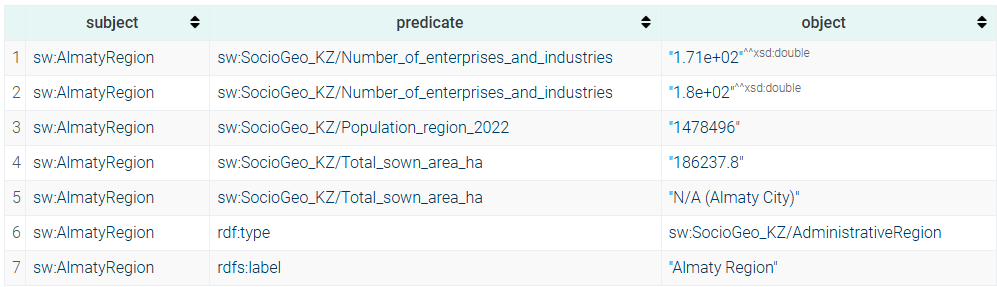 subject predicate object
1 sw:AlmatyRegion sw:SocioGeo_KZ/Number_of_enterprises_and_industries "1.71e+02"^^xsd:double
2 sw:AlmatyRegion sw:SocioGeo_KZ/Number_of_enterprises_and_industries "1.8e+02"^^xsd:double
3 sw:AlmatyRegion sw:SocioGeo_KZ/Population_region_2022 "1478496"
4 sw:AlmatyRegion sw:SocioGeo_KZ/Total_sown_area_ha "186237.8"
5 sw:AlmatyRegion sw:SocioGeo_KZ/Total_sown_area_ha "N/A (Almaty City)"
6 sw:AlmatyRegion rdf:type sw:SocioGeo_KZ/AdministrativeRegion
7 sw:AlmatyRegion rdfs:label "Almaty Region"